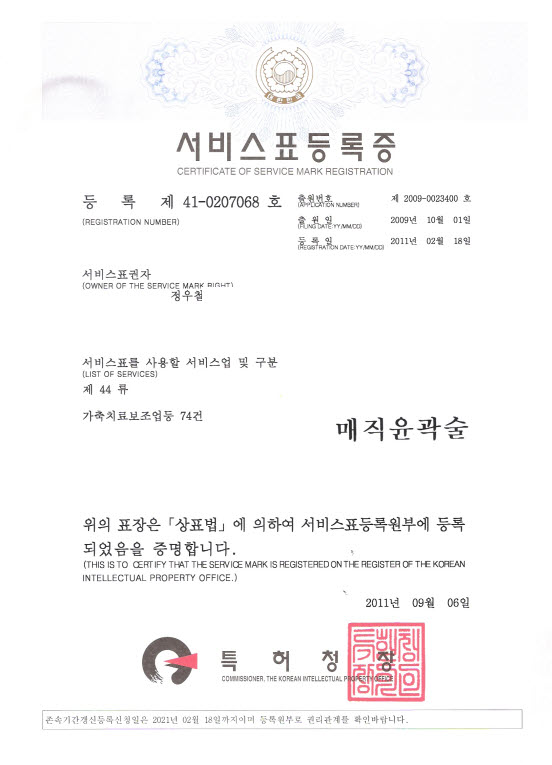 대한민국
서비스표등록증
CERTIFICATE OF SERVICE MARK REGISTRATION
등 록 제 41-0207068 호
(REGISTRATION NUMBER)
출원번호 제 2009-0023400 호
(APPLICATION NUMBER)
출 원 일 2009년 10월 01일
(FILING DATE:YY/MM/DD)
등 록 일 2011년 02월 18일
(REGISTRATION DATE:YY/MM/DD)
서비스표권자
(OWNER OF THE SERVICE MARK RIGHT)
정우철
서비스표를 사용할 서비스업 및 구분
(LIST OF SERVICES)
제 44 류
가축치료보조업등 74건
매직윤곽술
위의 표장은 「상표법」에 의하여 서비스표등록원부에 등록
되었음을 증명합니다.
(THIS IS TO CERTIFY THAT THE SERVICE MARK IS REGISTERED ON THE REGISTER OF THE KOREAN
INTELLECTUAL PROPERTY OFFICE.)
2011년 09월 06일
특 허 청 장
COMMISSIONER, THE KOREAN INTELLECTUAL PROPERTY OFFICE
존속기간갱신등록신청일은 2021년 02월 18일까지이며 등록원부로 권리관계를 확인바랍니다.